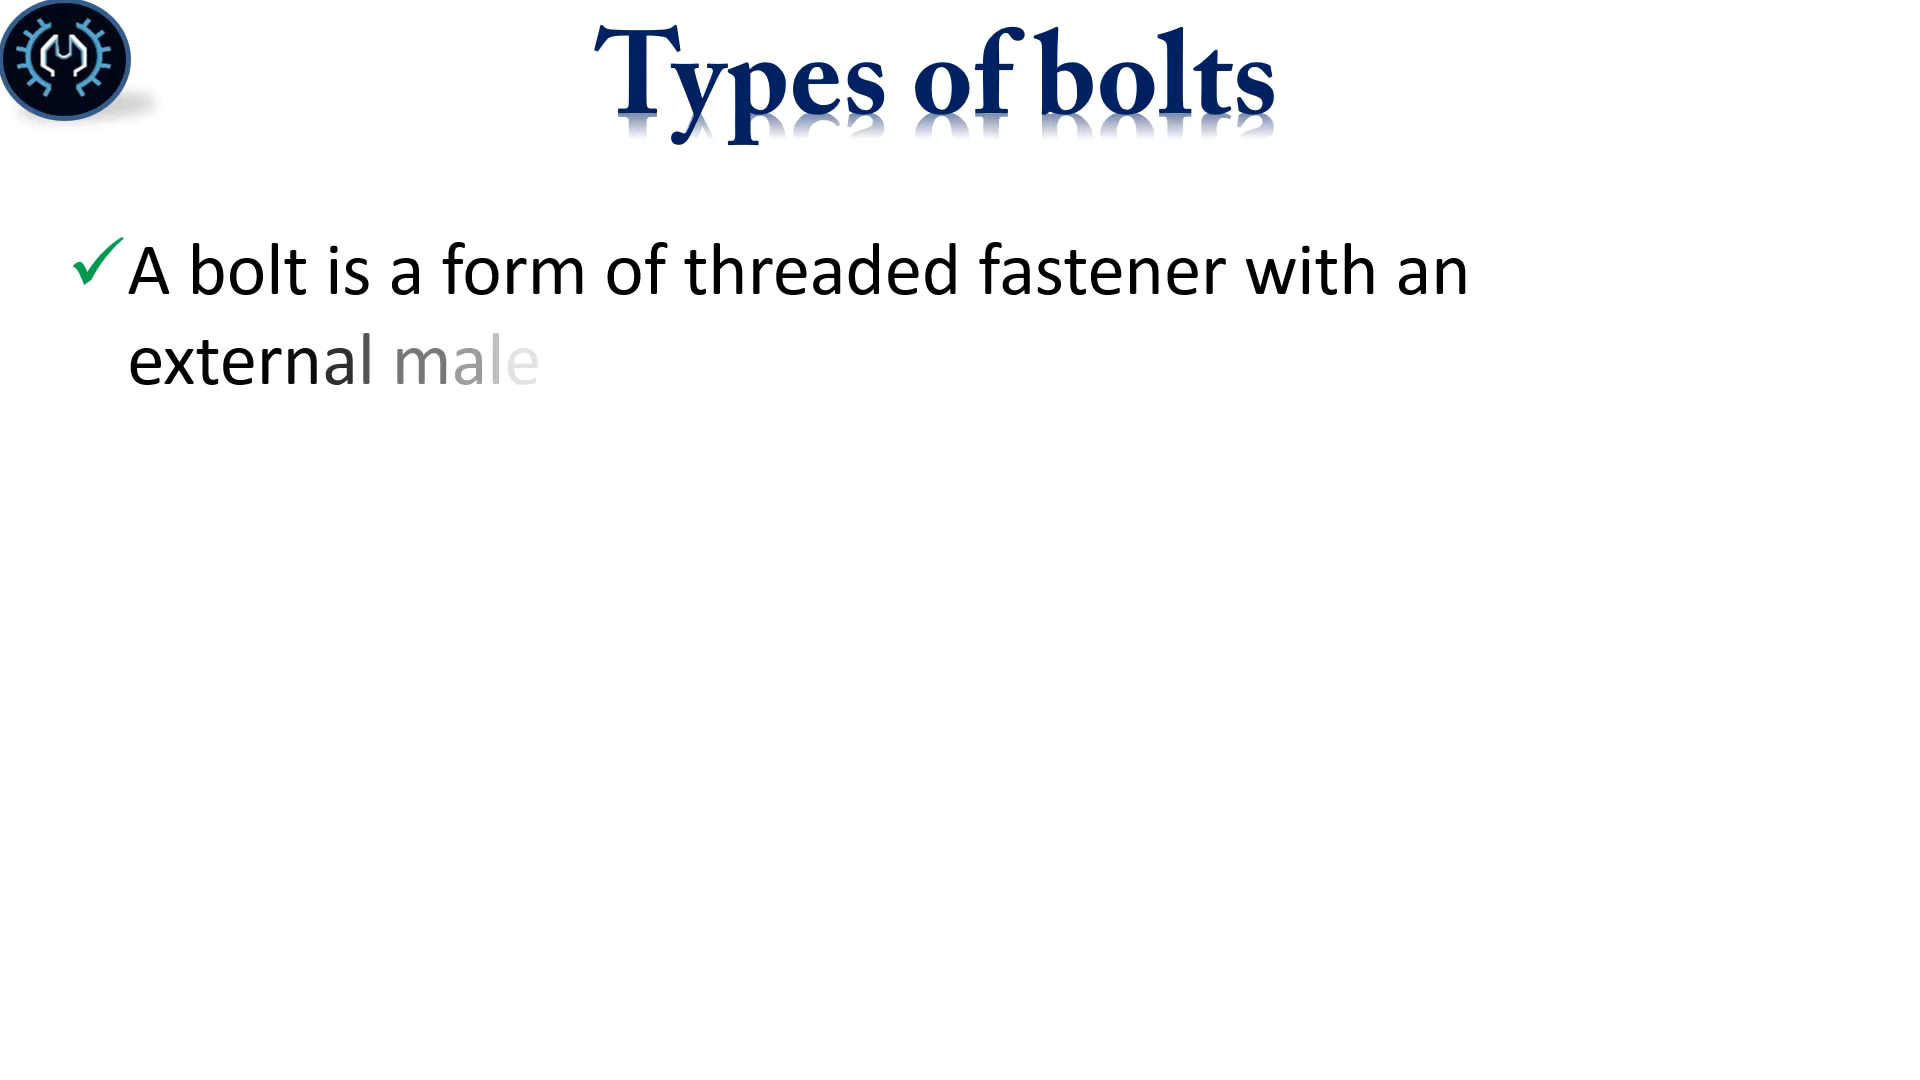 Types of bolts
A bolt is a form of threaded fastener with an
external male